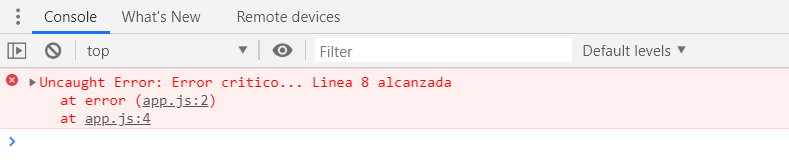 Console What's New Remote devices
top Filter Default levels
Uncaught Error: Error critico... Linea 8 alcanzada
at error (app.js:2)
at app.js:4